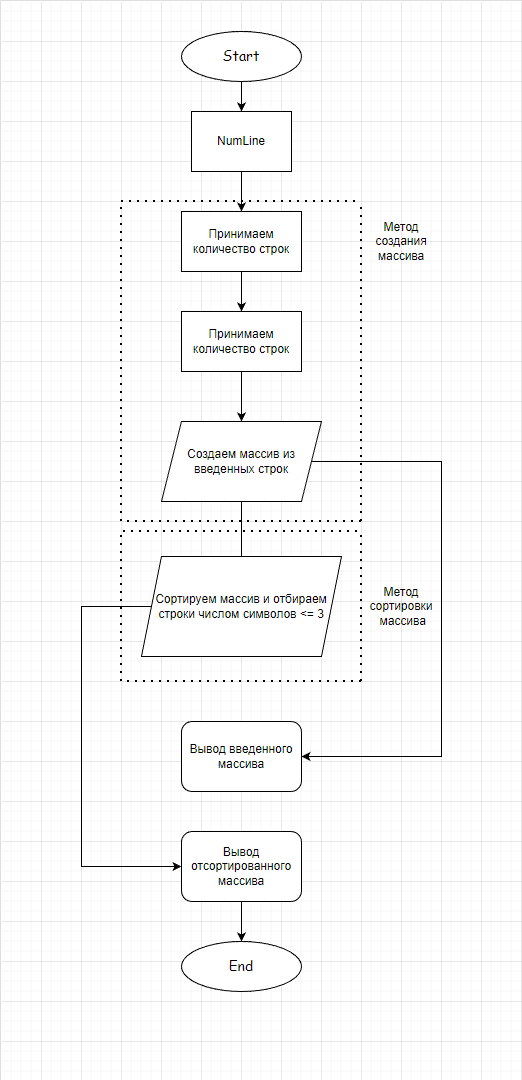 Start
NumLine
Принимаем
количество строк
Метод
создания
массива
Принимаем
количество строк
Создаем массив из
введенных строк
Сортируем массив и отбираем
строки числом символов <= 3
Метод
сортировки
массива
Вывод введенного
массива
Вывод
отсортированного
массива
End